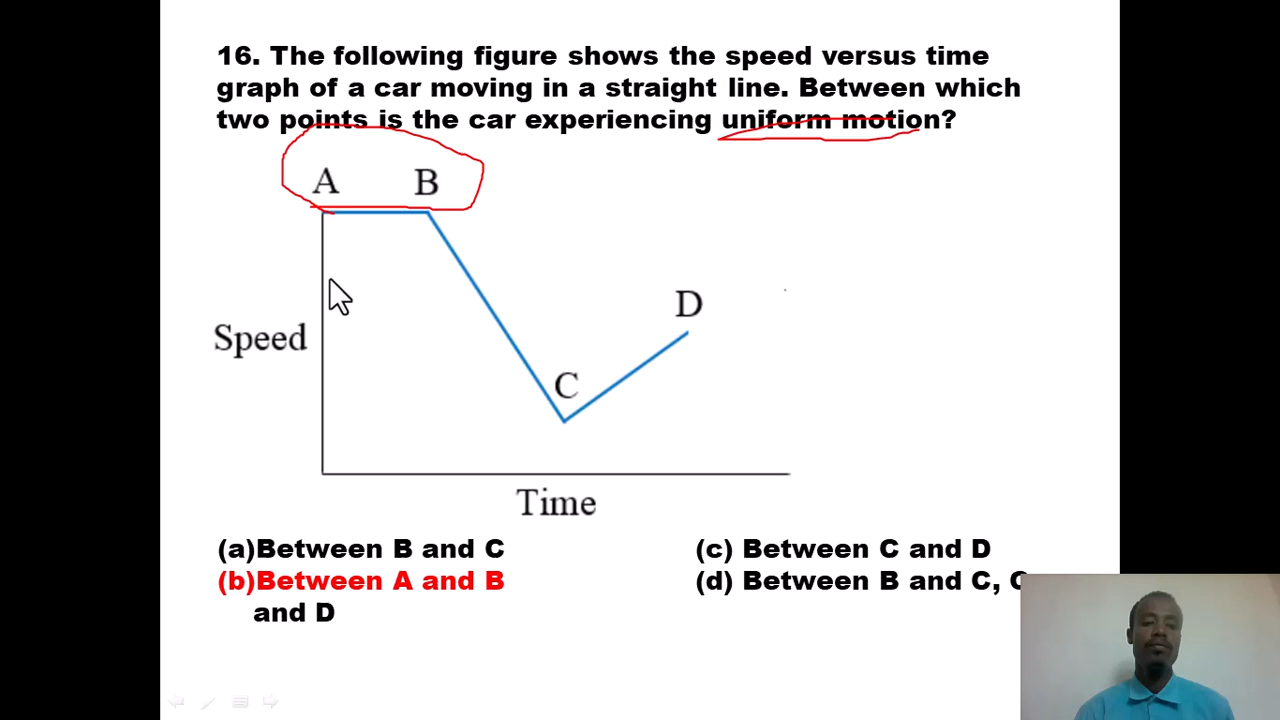 16. The following figure shows the speed versus time
graph of a car moving in a straight line. Between which
two points is the car experiencing uniform motion?
A B
D
Speed
C
Time
(a)Between B and C (c) Between C and D
(b)Between A and B (d) Between B and C,
and D